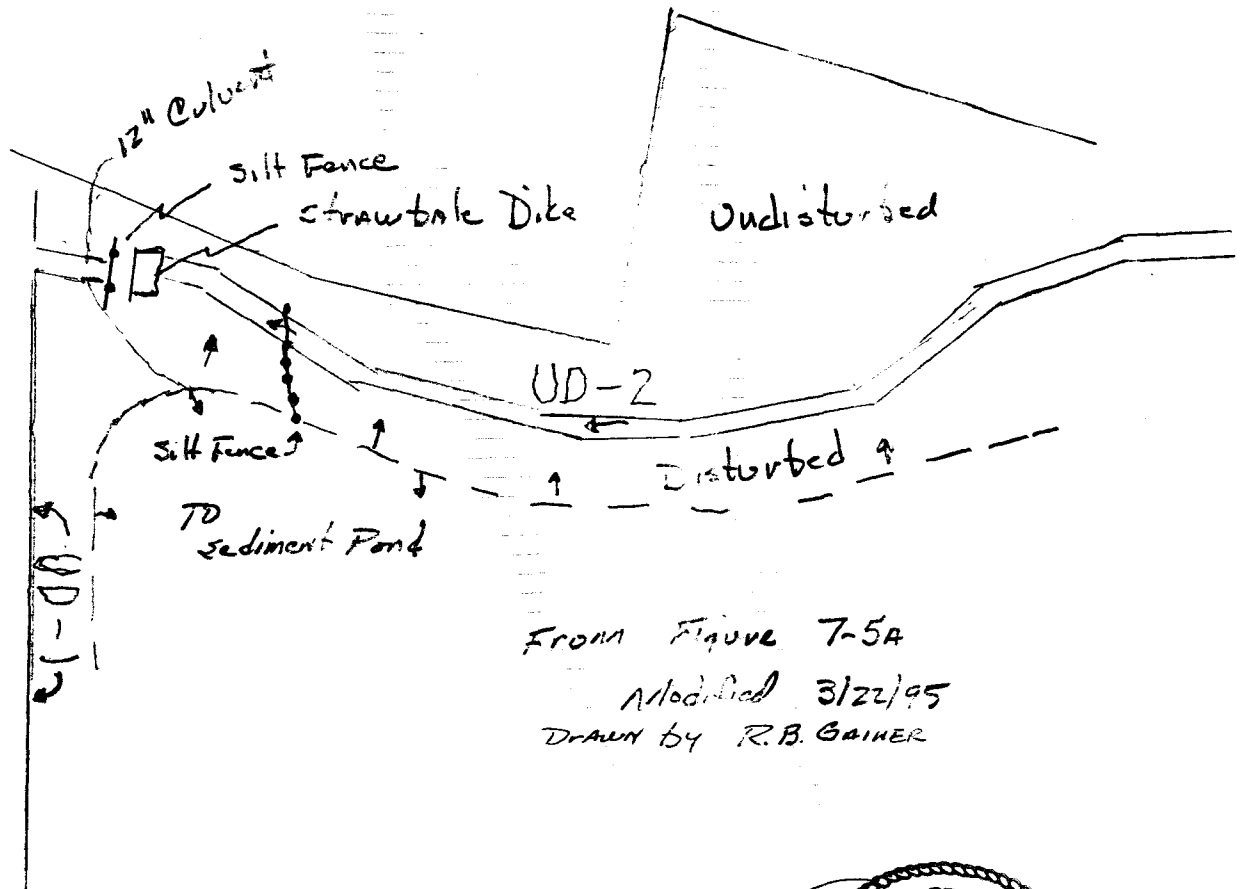 12" Culvert
Silt Fence
Strawbale Dike
Undisturbed
UD-2
Silt Fence
Disturbed
TO
Sediment Pond
UD-1
From Figure 7-5A
Modified 3/22/95
Drawn by R.B. GAINER